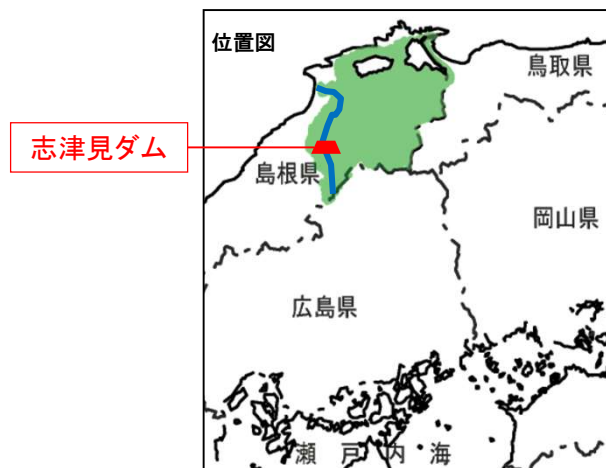 位置図
鳥取県
志津見ダム
島根県
岡山県
広島県
瀬戸内海